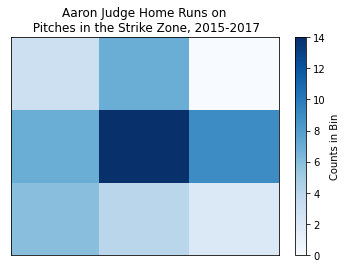 Aaron Judge Home Runs on
Pitches in the Strike Zone, 2015-2017
14
12
10
8
6
4
2
0
Counts in Bin